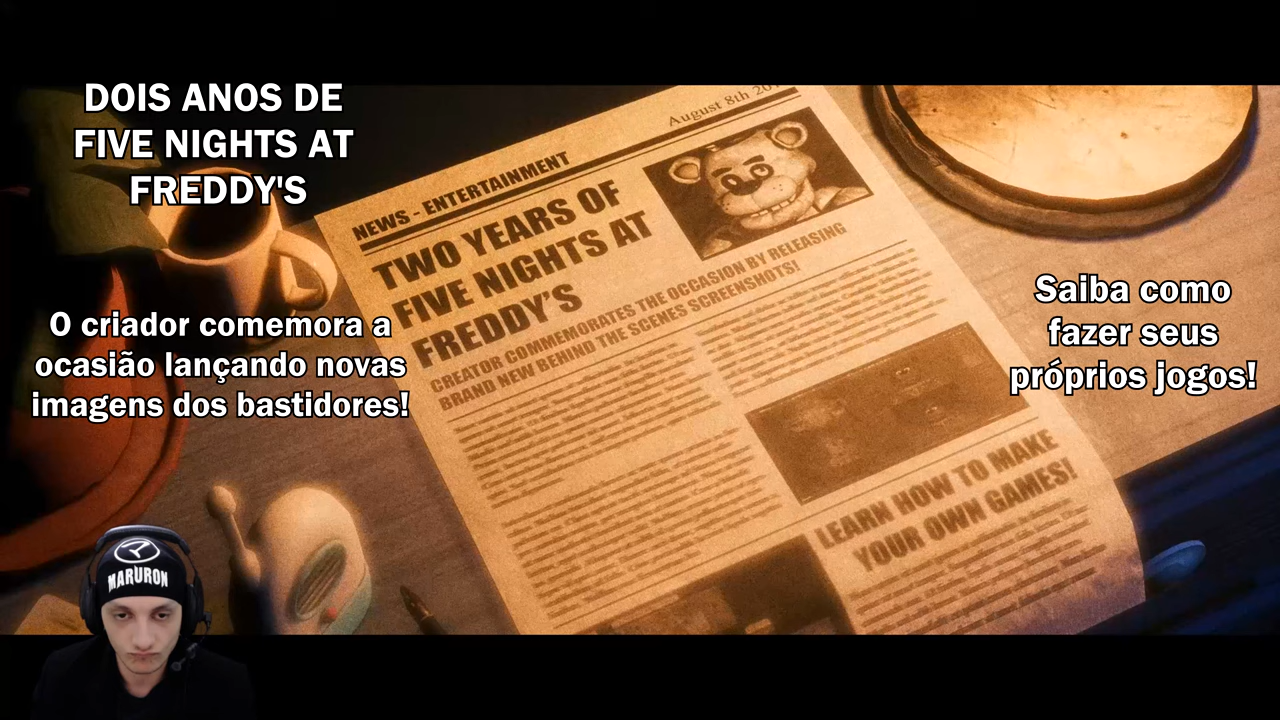 DOIS ANOS DE
FIVE NIGHTS AT
FREDDY'S
O criador comemora a
ocasião lançando novas
imagens dos bastidores!
August 8th
NEWS - ENTERTAINMENT
TWO YEARS OF
FIVE NIGHTS AT
FREDDY'S
CREATOR COMMEMORATES THE OCCASION BY RELEASING
BRAND NEW BEHIND THE SCENES SCREENSHOTS!
LEARN HOW TO MAKE
YOUR OWN GAMES!
Saiba como
fazer seus
próprios jogos!
MARURON